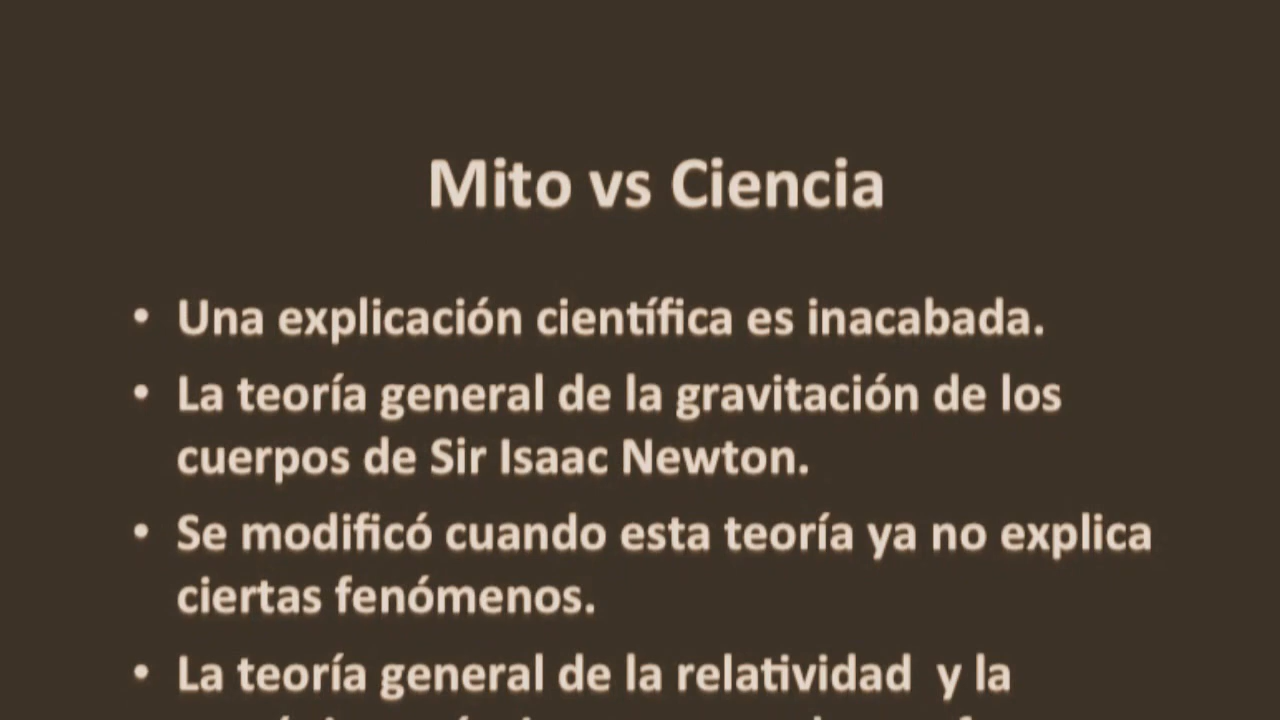 Mito vs Ciencia
• Una explicación científica es inacabada.
• La teoría general de la gravitación de los
cuerpos de Sir Isaac Newton.
• Se modificó cuando esta teoría ya no explica
ciertas fenómenos.
• La teoría general de la relatividad y la